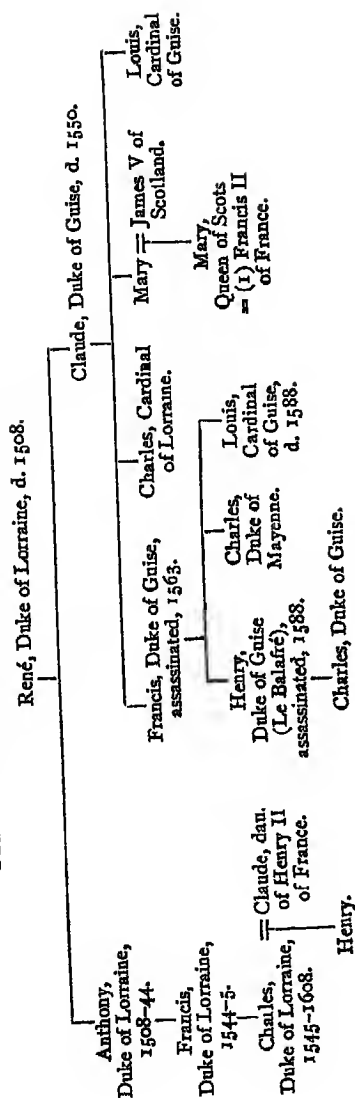 René, Duke of Lorraine, d. 1508.
Anthony,
Duke of Lorraine,
1508-44.
Francis,
Duke of Lorraine,
1544-5.
Charles,
Duke of Lorraine,
1545-1608.
= Claude, dau.
of Henry II
of France.
Henry.
Claude, Duke of Guise, d. 1550.
Francis, Duke of Guise,
assassinated, 1563.
Charles, Cardinal
of Lorraine.
Mary = James V of
Scotland.
Louis,
Cardinal
of Guise.
Henry,
Duke of Guise
(Le Balafré),
assassinated, 1588.
Charles,
Duke of
Mayenne.
Louis,
Cardinal
of Guise,
d. 1588.
Mary,
Queen of Scots
= (1) Francis II
of France.
Charles, Duke of Guise.